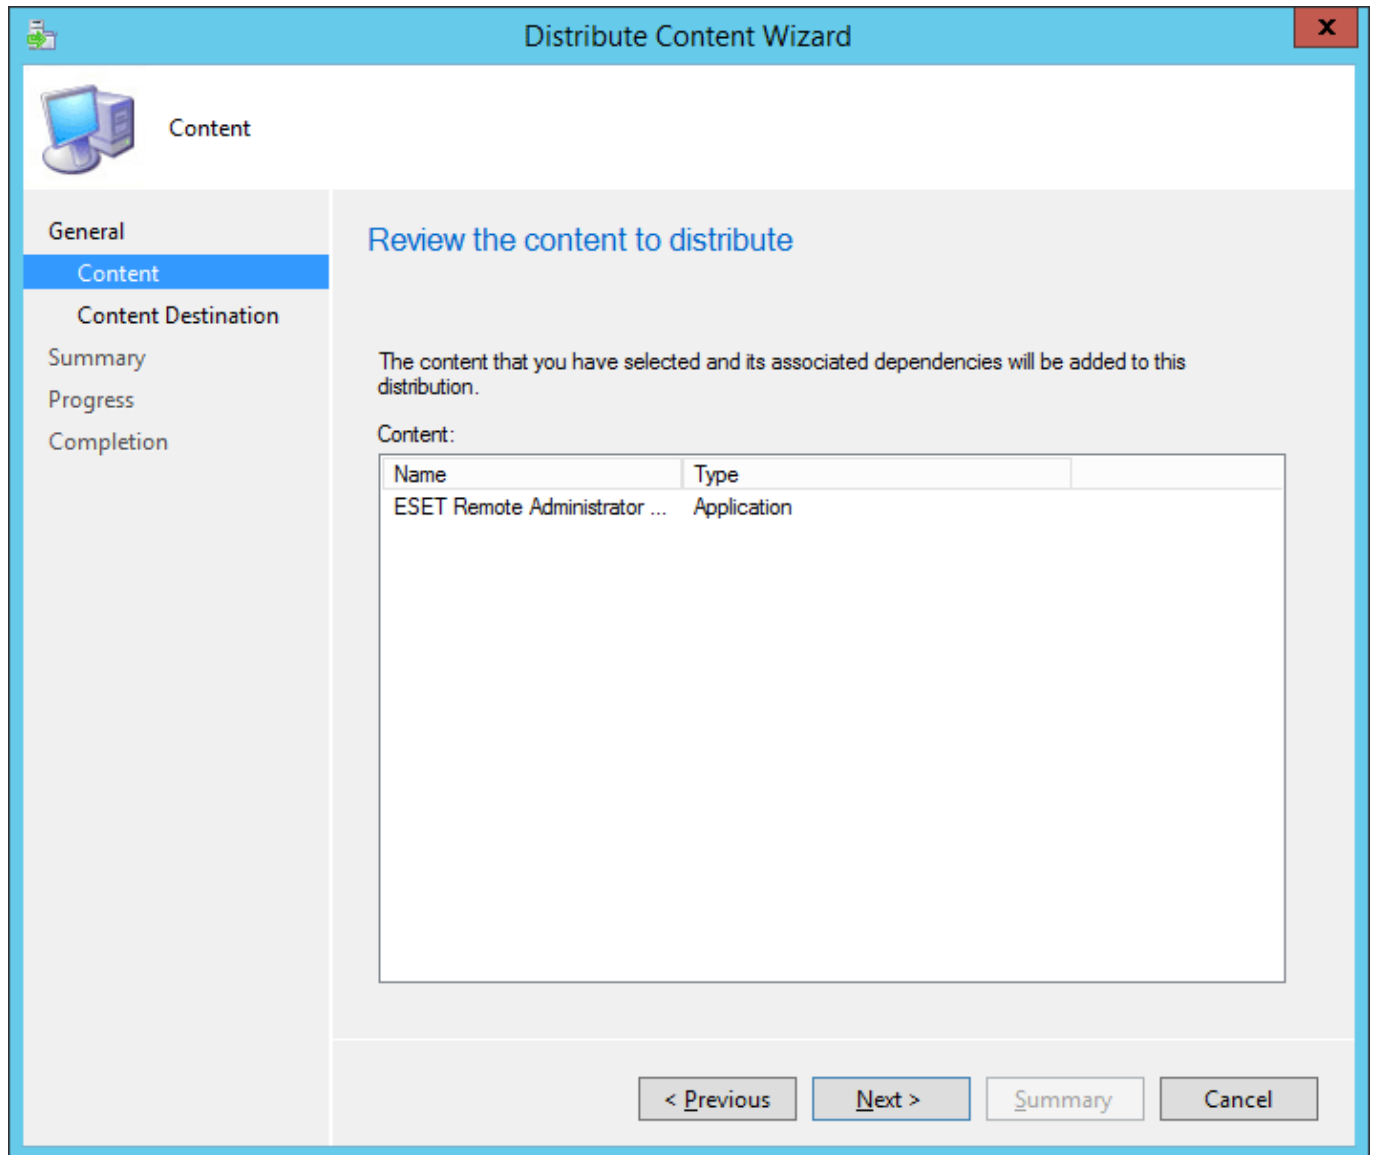 Distribute Content Wizard
X
Content
General
Content
Content Destination
Summary
Progress
Completion
Review the content to distribute
The content that you have selected and its associated dependencies will be added to this
distribution.
Content:
Name Type
ESET Remote Administrator ... Application
< Previous Next > Summary Cancel